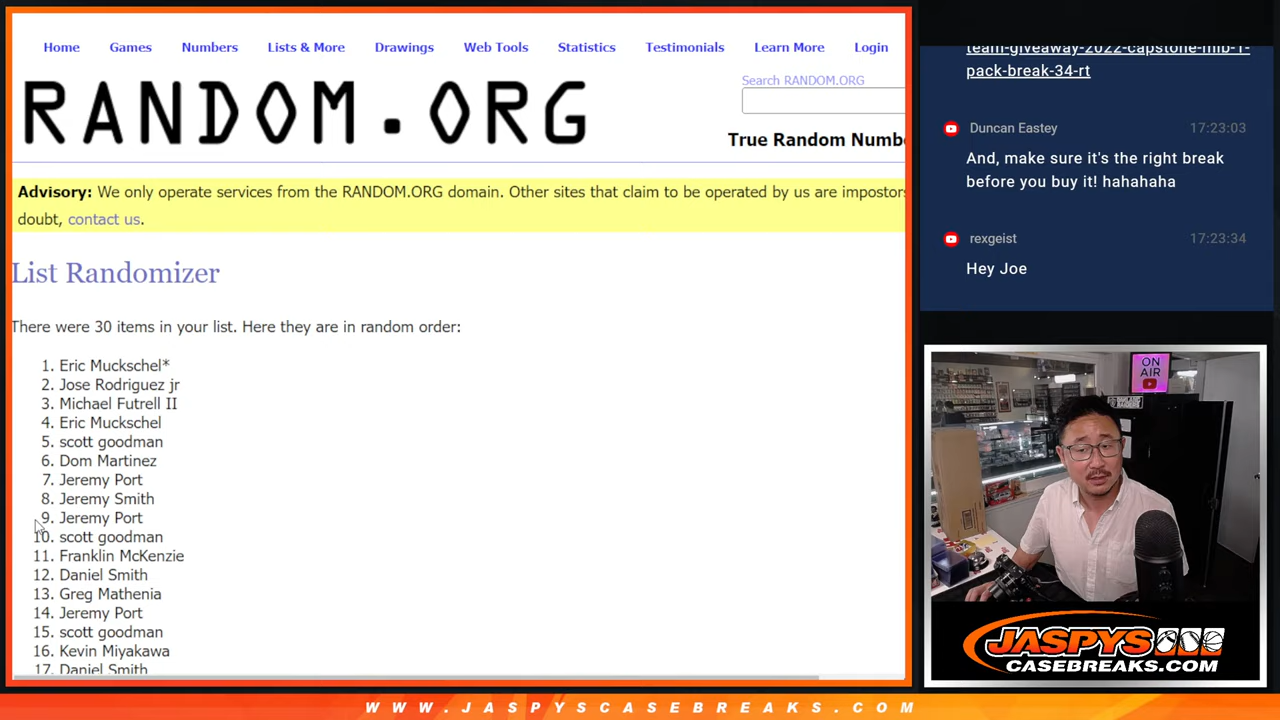 Home Games Numbers Lists & More Drawings Web Tools Statistics Testimonials Learn More Login
RANDOM.ORG
Search RANDOM.ORG
True Random Numbe
Advisory: We only operate services from the RANDOM.ORG domain. Other sites that claim to be operated by us are impostors
doubt, contact us.
List Randomizer
There were 30 items in your list. Here they are in random order:
1. Eric Muckschel*
2. Jose Rodriguez jr
3. Michael Futrell II
4. Eric Muckschel
5. scott goodman
6. Dom Martinez
7. Jeremy Port
8. Jeremy Smith
9. Jeremy Port
10. scott goodman
11. Franklin McKenzie
12. Daniel Smith
13. Greg Mathenia
14. Jeremy Port
15. scott goodman
16. Kevin Miyakawa
17. Daniel Smith
team-giveaway-2022-capstone-mlb-1-
pack-break-34-rt
Duncan Eastey 17:23:03
And, make sure it's the right break
before you buy it! hahahaha
rexgeist 17:23:34
Hey Joe
ON
AIR
JASPYS
CASEBREAKS.COM
WWW.JASPYSCASEBREAKS.COM